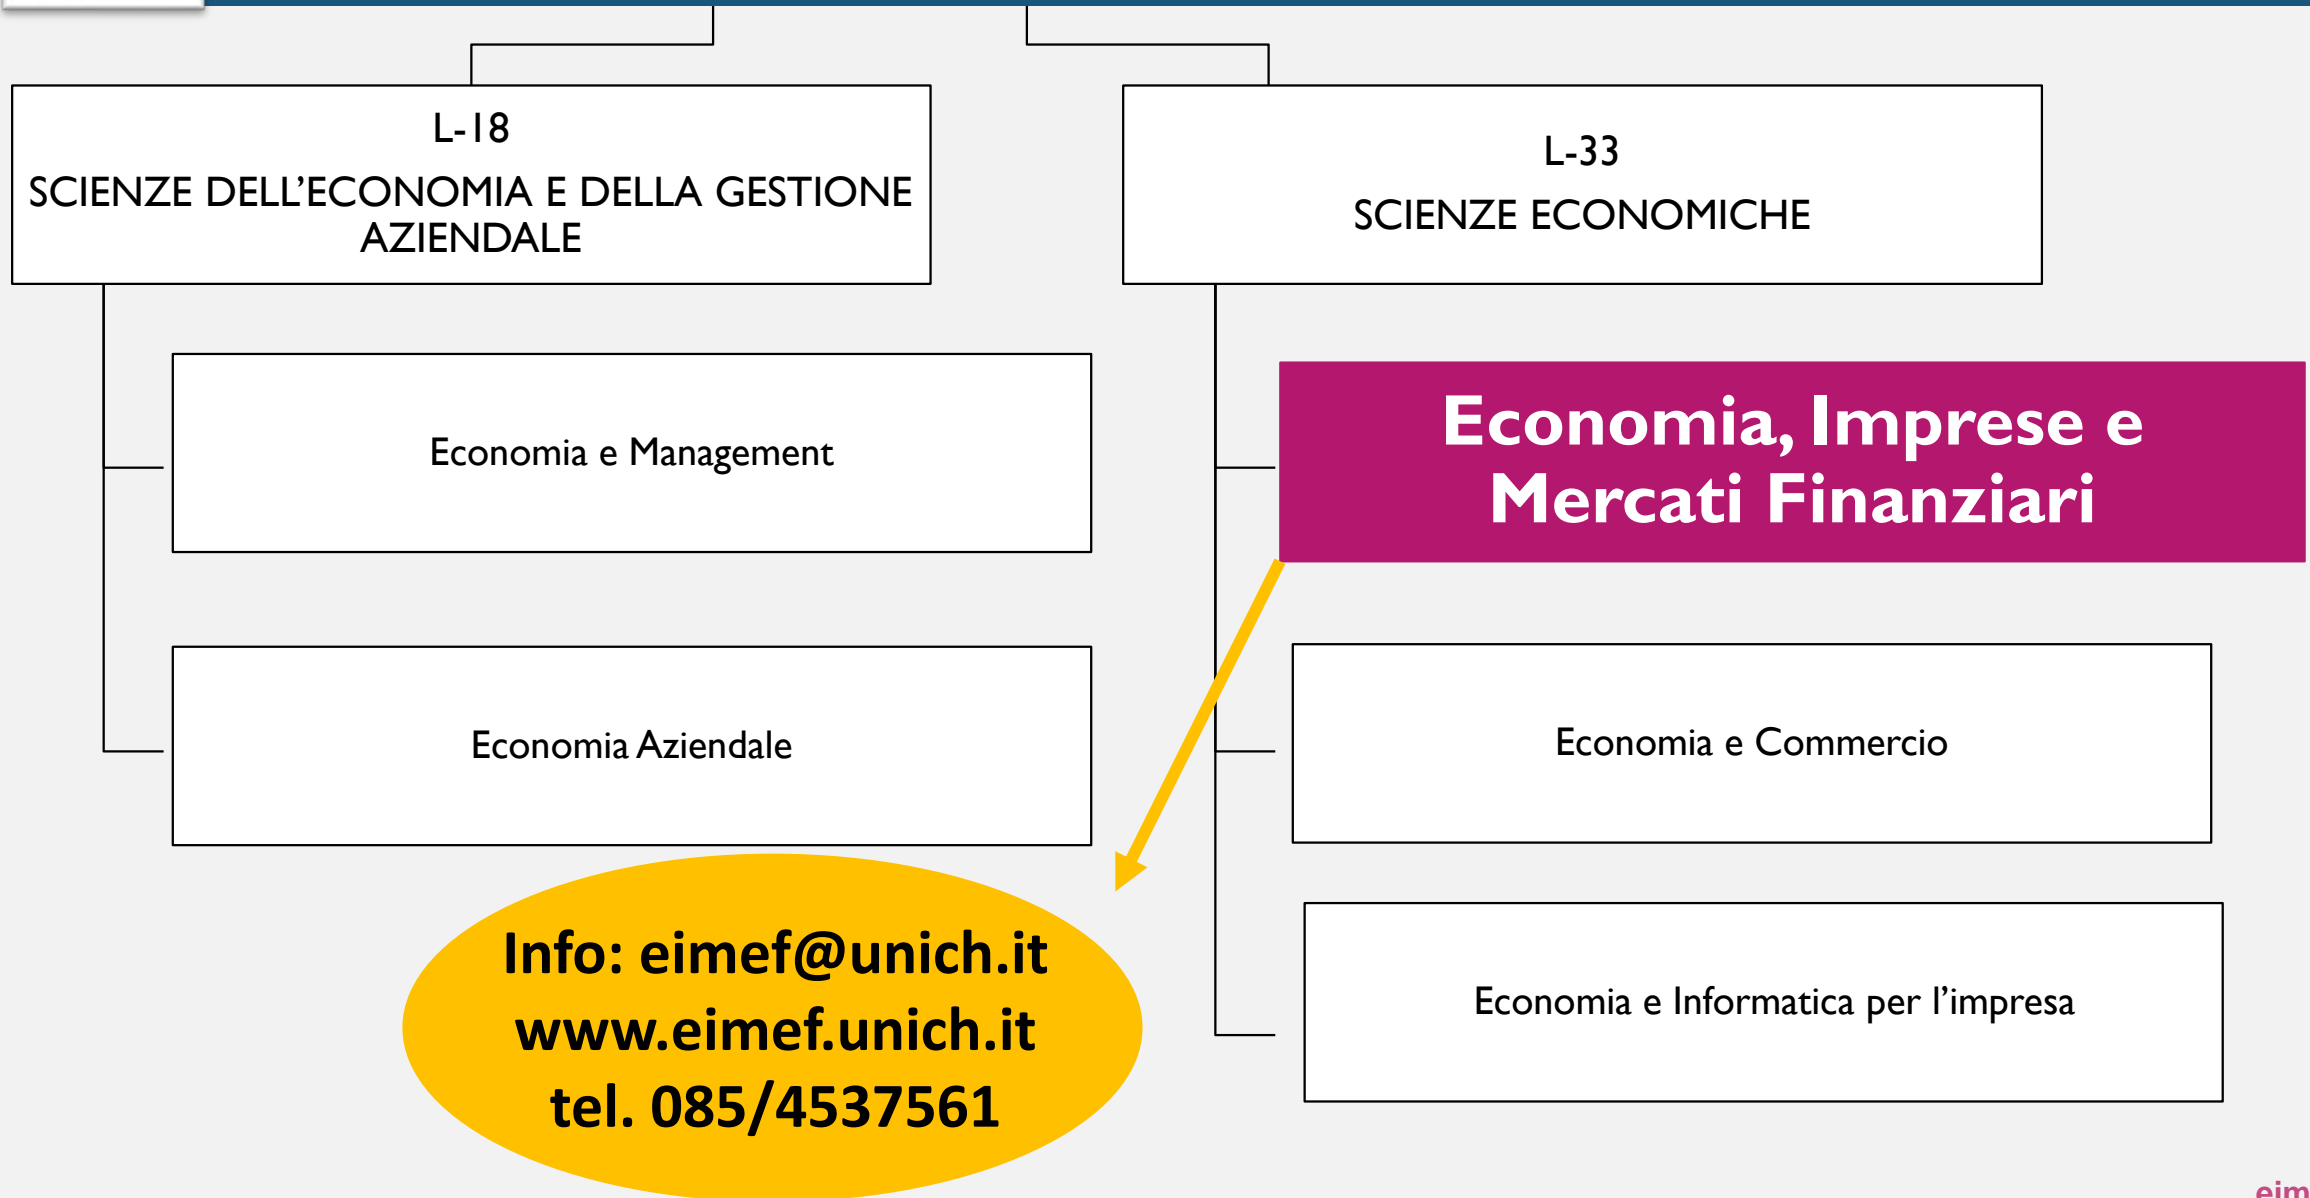 L-18
SCIENZE DELL’ECONOMIA E DELLA GESTIONE
AZIENDALE
Economia e Management
Economia Aziendale
L-33
SCIENZE ECONOMICHE
Economia, Imprese e
Mercati Finanziari
Economia e Commercio
Economia e Informatica per l’impresa
Info: eimef@unich.it
www.eimef.unich.it
tel. 085/4537561